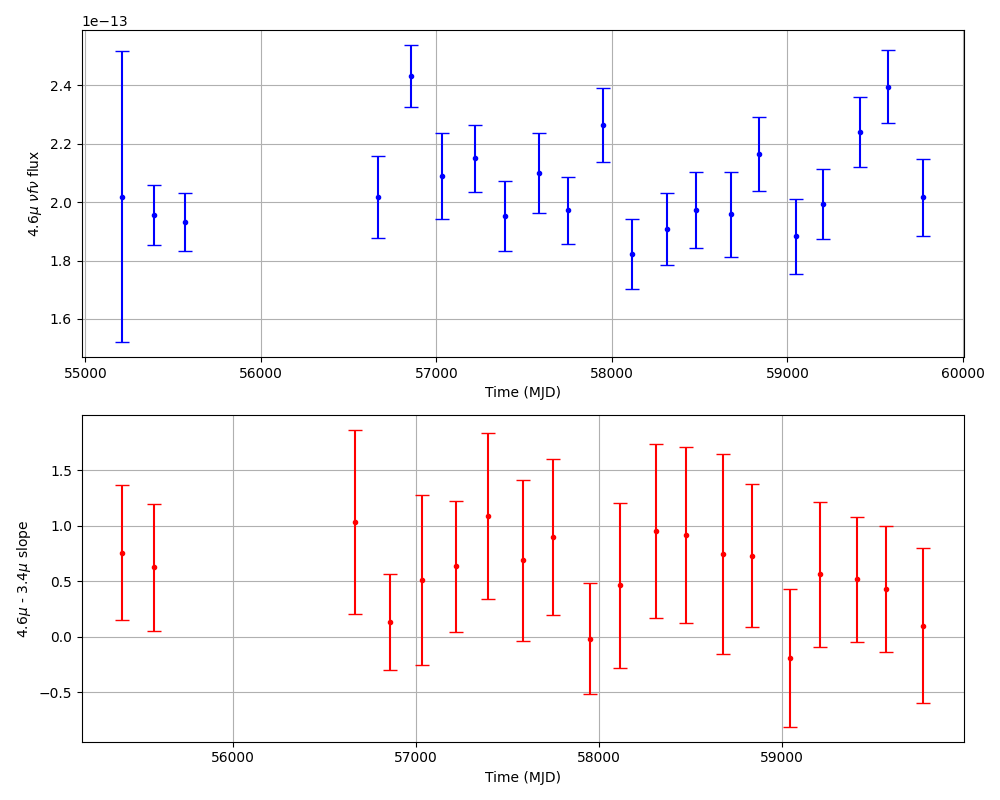 1e−13
2.4
2.2
2.0
1.8
1.6
4.6μ νfν flux
55000 56000 57000 58000 59000 60000
Time (MJD)
1.5
1.0
0.5
0.0
−0.5
4.6μ - 3.4μ slope
56000 57000 58000 59000
Time (MJD)